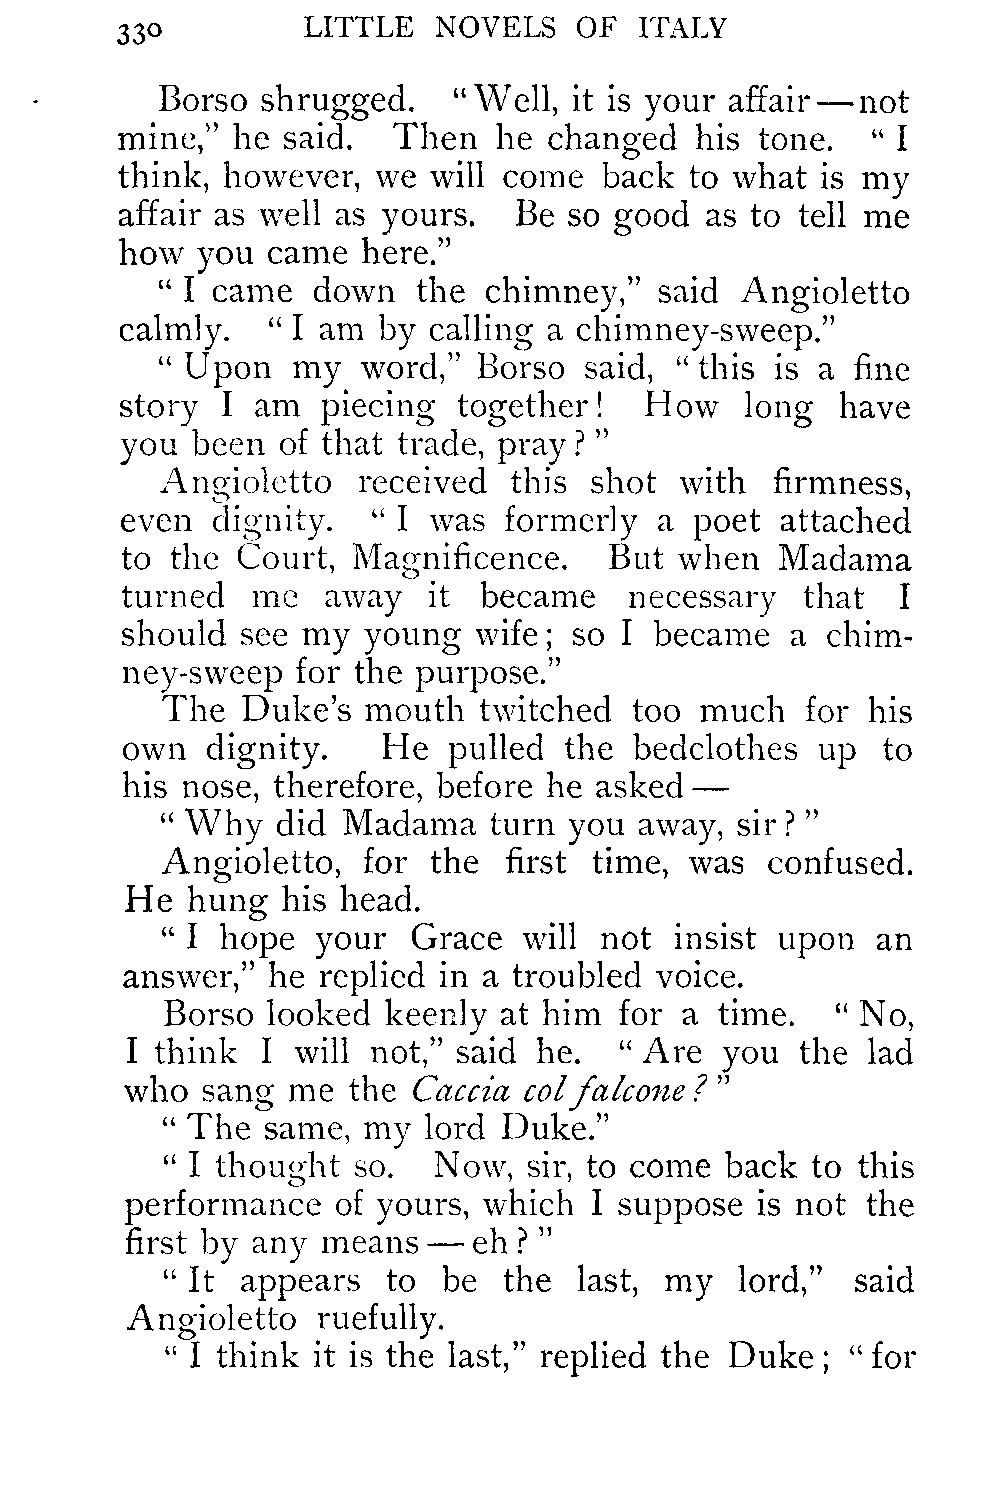 330 LITTLE NOVELS OF ITALY
Borso shrugged. "Well, it is your affair—not
mine," he said. Then he changed his tone. "I
think, however, we will come back to what is my
affair as well as yours. Be so good as to tell me
how you came here."
"I came down the chimney," said Angioletto
calmly. "I am by calling a chimney-sweep."
"Upon my word," Borso said, "this is a fine
story I am piecing together! How long have
you been of that trade, pray?"
Angioletto received this shot with firmness,
even dignity. "I was formerly a poet attached
to the Court, Magnificence. But when Madama
turned me away it became necessary that I
should see my young wife; so I became a chim-
ney-sweep for the purpose."
The Duke's mouth twitched too much for his
own dignity. He pulled the bedclothes up to
his nose, therefore, before he asked—
"Why did Madama turn you away, sir?"
Angioletto, for the first time, was confused.
He hung his head.
"I hope your Grace will not insist upon an
answer," he replied in a troubled voice.
Borso looked keenly at him for a time. "No,
I think I will not," said he. "Are you the lad
who sang me the Caccia col falcone?"
"The same, my lord Duke."
"I thought so. Now, sir, to come back to this
performance of yours, which I suppose is not the
first by any means—eh?"
"It appears to be the last, my lord," said
Angioletto ruefully.
"I think it is the last," replied the Duke; "for